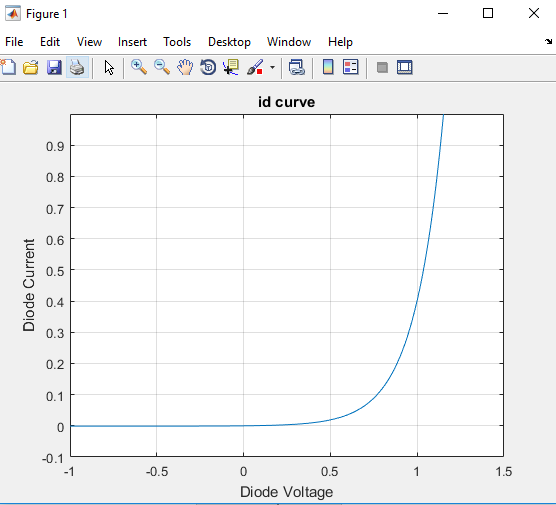 Figure 1
File Edit View Insert Tools Desktop Window Help
id curve
0.9
0.8
0.7
0.6
0.5
0.4
0.3
0.2
0.1
0
-0.1
Diode Current
-1 -0.5 0 0.5 1 1.5
Diode Voltage